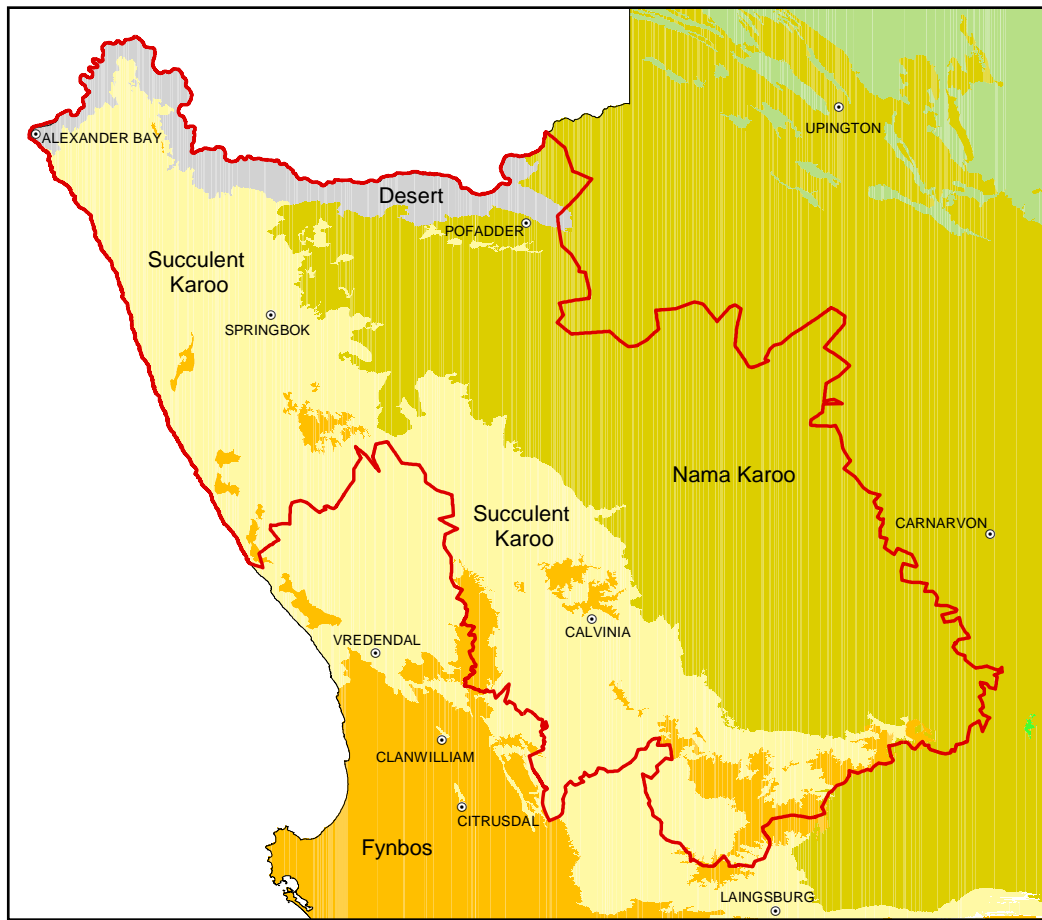 UPINGTON
ALEXANDER BAY
Desert
POFADDER
Succulent
Karoo
SPRINGBOK
Nama Karoo
Succulent
Karoo
CARNARVON
CALVINIA
VREDENDAL
CLANWILLIAM
CITRUSDAL
Fynbos
LAINGSBURG